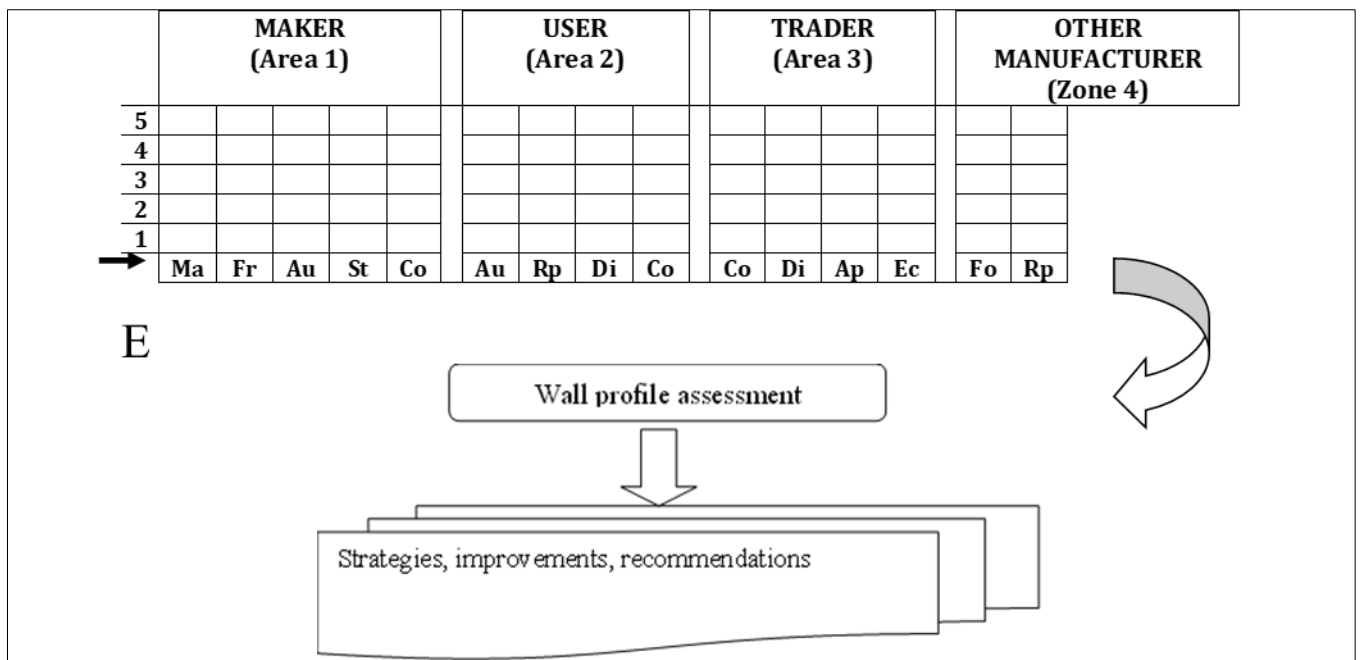 MAKER
(Area 1)
USER
(Area 2)
TRADER
(Area 3)
OTHER
MANUFACTURER
(Zone 4)
5
4
3
2
1
Ma Fr Au St Co Au Rp Di Co Co Di Ap Ec Fo Rp
E
Wall profile assessment
Strategies, improvements, recommendations